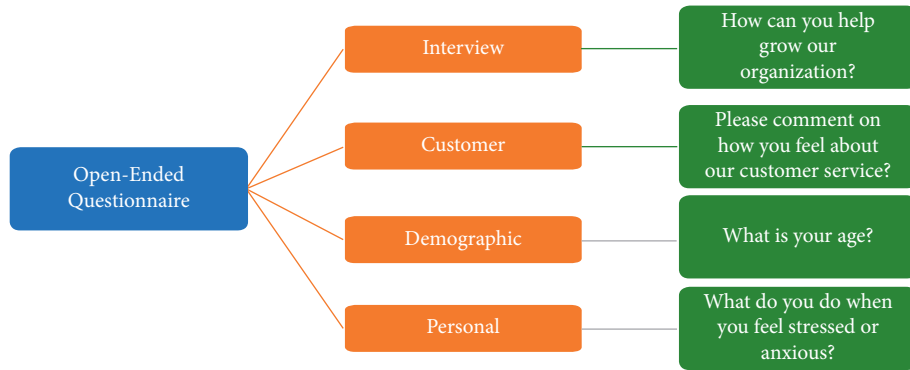 Open-Ended
Questionnaire
Interview
How can you help
grow our
organization?
Customer
Please comment on
how you feel about
our customer service?
Demographic
What is your age?
Personal
What do you do when
you feel stressed or
anxious?